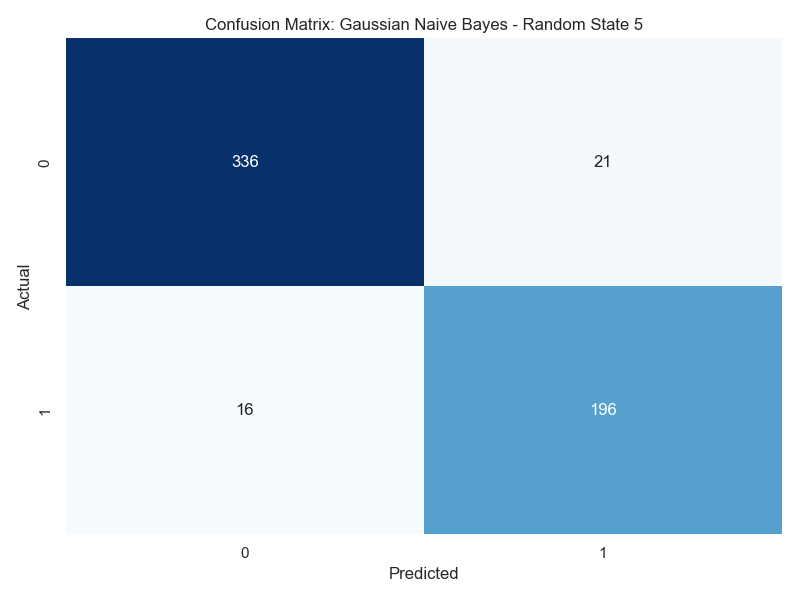 Confusion Matrix: Gaussian Naive Bayes - Random State 5
Actual
0
336
21
1
16
196
0
1
Predicted